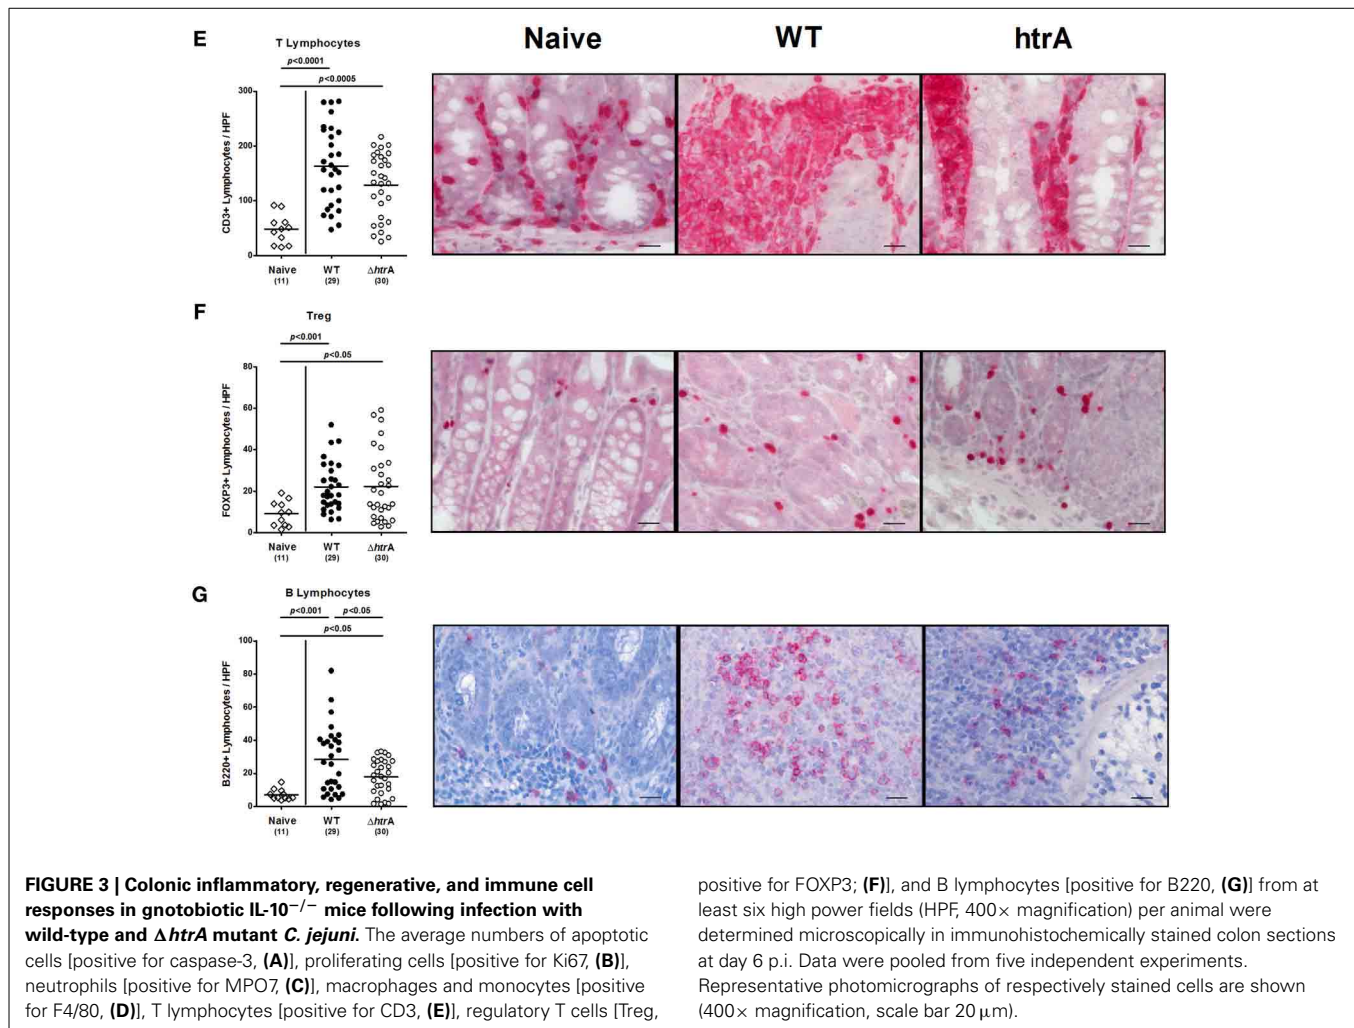 Naive WT htrA
E
T Lymphocytes
p<0.0001
p<0.0005
CD3+ Lymphocytes / HPF
300
200
100
0
Naive WT ΔhtrA
(11) (29) (30)
F
Treg
p<0.001
p<0.05
FOXP3+ Lymphocytes / HPF
80
60
40
20
0
Naive WT ΔhtrA
(11) (29) (30)
G
B Lymphocytes
p<0.001 p<0.05
p<0.05
B220+ Lymphocytes / HPF
100
80
60
40
20
0
Naive WT ΔhtrA
(11) (29) (30)
FIGURE 3 | Colonic inflammatory, regenerative, and immune cell
responses in gnotobiotic IL-10−/− mice following infection with
wild-type and ΔhtrA mutant C. jejuni. The average numbers of apoptotic
cells [positive for caspase-3, (A)], proliferating cells [positive for Ki67, (B)],
neutrophils [positive for MPO7, (C)], macrophages and monocytes [positive
for F4/80, (D)], T lymphocytes [positive for CD3, (E)], regulatory T cells [Treg,
positive for FOXP3; (F)], and B lymphocytes [positive for B220, (G)] from at
least six high power fields (HPF, 400× magnification) per animal were
determined microscopically in immunohistochemically stained colon sections
at day 6 p.i. Data were pooled from five independent experiments.
Representative photomicrographs of respectively stained cells are shown
(400× magnification, scale bar 20 μm).